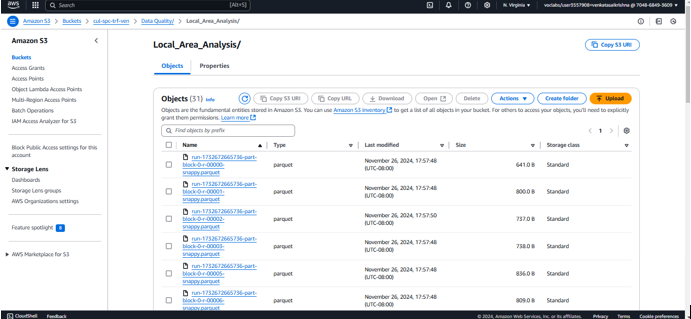 aws
Search
[Alt+S]
N. Virginia
voclabs/user3557908=venkatasaikrishna @ 7048-6849-3609
Amazon S3
Buckets
cul-spc-trf-ven
Data Quality/
Local_Area_Analysis/
Amazon S3
Buckets
Access Grants
Access Points
Object Lambda Access Points
Multi-Region Access Points
Batch Operations
IAM Access Analyzer for S3
Block Public Access settings for this
account
Storage Lens
Dashboards
Storage Lens groups
AWS Organizations settings
Feature spotlight
AWS Marketplace for S3
Local_Area_Analysis/
Copy S3 URI
Objects
Properties
Objects (31) Info
Copy S3 URI
Copy URL
Download
Open
Delete
Actions
Create folder
Upload
Objects are the fundamental entities stored in Amazon S3. You can use Amazon S3 inventory to get a list of all objects in your bucket. For others to access your objects, you'll need to explicitly
grant them permissions. Learn more
Find objects by prefix
1
Name
Type
Last modified
Size
Storage class
run-1732672665736-part-
block-0-r-00000-
snappy.parquet
parquet
November 26, 2024, 17:57:48
(UTC-08:00)
641.0 B
Standard
run-1732672665736-part-
block-0-r-00001-
snappy.parquet
parquet
November 26, 2024, 17:57:48
(UTC-08:00)
800.0 B
Standard
run-1732672665736-part-
block-0-r-00002-
snappy.parquet
parquet
November 26, 2024, 17:57:50
(UTC-08:00)
737.0 B
Standard
run-1732672665736-part-
block-0-r-00003-
snappy.parquet
parquet
November 26, 2024, 17:57:48
(UTC-08:00)
738.0 B
Standard
run-1732672665736-part-
block-0-r-00005-
snappy.parquet
parquet
November 26, 2024, 17:57:48
(UTC-08:00)
836.0 B
Standard
run-1732672665736-part-
block-0-r-00006-
snappy.parquet
parquet
November 26, 2024, 17:57:48
(UTC-08:00)
809.0 B
Standard
CloudShell
Feedback
© 2024, Amazon Web Services, Inc. or its affiliates.
Privacy
Terms
Cookie preferences